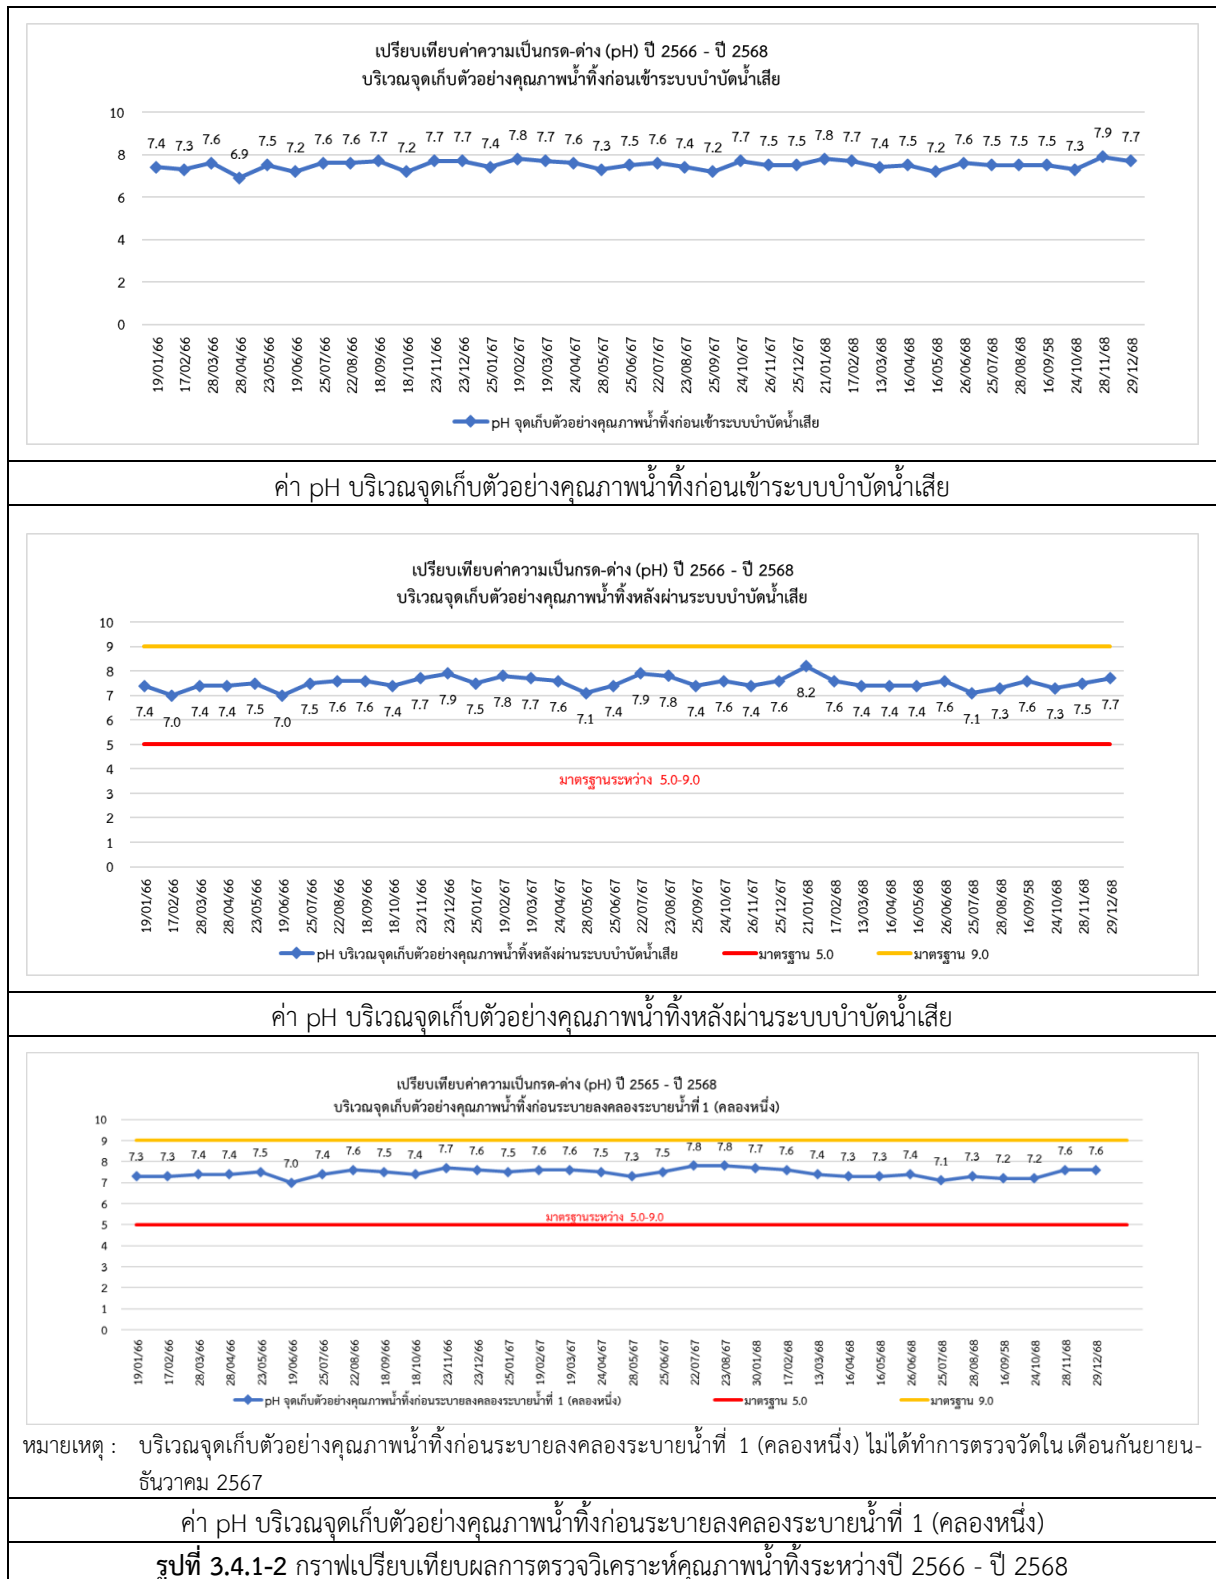 เปรียบเทียบค่าความเป็นกรด-ด่าง (pH) ปี 2566 - ปี 2568
บริเวณจุดเก็บตัวอย่างคุณภาพน้ำทิ้งก่อนเข้าระบบบำบัดน้ำเสีย
10
8
6
4
2
0
7.4 7.3 7.6 6.9 7.5 7.2 7.6 7.6 7.7 7.2 7.7 7.7 7.4 7.8 7.7 7.6 7.3 7.5 7.6 7.4 7.2 7.7 7.5 7.5 7.8 7.7 7.4 7.5 7.2 7.6 7.5 7.5 7.5 7.3 7.9 7.7
19/01/66 17/02/66 28/03/66 28/04/66 23/05/66 19/06/66 25/07/66 22/08/66 18/09/66 18/10/66 23/11/66 23/12/66 25/01/67 19/02/67 19/03/67 24/04/67 28/05/67 25/06/67 22/07/67 23/08/67 25/09/67 24/10/67 26/11/67 25/12/67 21/01/68 17/02/68 13/03/68 16/04/68 16/05/68 26/06/68 25/07/68 28/08/68 16/09/58 24/10/68 28/11/68 29/12/68
pH จุดเก็บตัวอย่างคุณภาพน้ำทิ้งก่อนเข้าระบบบำบัดน้ำเสีย
ค่า pH บริเวณจุดเก็บตัวอย่างคุณภาพน้ำทิ้งก่อนเข้าระบบบำบัดน้ำเสีย
เปรียบเทียบค่าความเป็นกรด-ด่าง (pH) ปี 2566 - ปี 2568
บริเวณจุดเก็บตัวอย่างคุณภาพน้ำทิ้งหลังผ่านระบบบำบัดน้ำเสีย
10
9
8
7
6
5
4
3
2
1
0
7.4 7.0 7.4 7.4 7.5 7.0 7.5 7.6 7.6 7.4 7.7 7.9 7.5 7.8 7.7 7.6 7.1 7.4 7.9 7.8 7.4 7.6 7.4 7.6 8.2 7.6 7.4 7.4 7.4 7.6 7.1 7.3 7.6 7.3 7.5 7.7
มาตรฐานระหว่าง 5.0-9.0
19/01/66 17/02/66 28/03/66 28/04/66 23/05/66 19/06/66 25/07/66 22/08/66 18/09/66 18/10/66 23/11/66 23/12/66 25/01/67 19/02/67 19/03/67 24/04/67 28/05/67 25/06/67 22/07/67 23/08/67 25/09/67 24/10/67 26/11/67 25/12/67 21/01/68 17/02/68 13/03/68 16/04/68 16/05/68 26/06/68 25/07/68 28/08/68 16/09/58 24/10/68 28/11/68 29/12/68
pH บริเวณจุดเก็บตัวอย่างคุณภาพน้ำทิ้งหลังผ่านระบบบำบัดน้ำเสีย มาตรฐาน 5.0 มาตรฐาน 9.0
ค่า pH บริเวณจุดเก็บตัวอย่างคุณภาพน้ำทิ้งหลังผ่านระบบบำบัดน้ำเสีย
เปรียบเทียบค่าความเป็นกรด-ด่าง (pH) ปี 2565 - ปี 2568
บริเวณจุดเก็บตัวอย่างคุณภาพน้ำทิ้งก่อนระบายลงคลองระบายน้ำที่ 1 (คลองหนึ่ง)
10
9
8
7
6
5
4
3
2
1
0
7.3 7.3 7.4 7.4 7.5 7.0 7.4 7.6 7.5 7.4 7.7 7.6 7.5 7.6 7.6 7.5 7.3 7.5 7.8 7.8 7.7 7.6 7.4 7.3 7.3 7.4 7.1 7.3 7.2 7.2 7.6 7.6
มาตรฐานระหว่าง 5.0-9.0
19/01/66 17/02/66 28/03/66 28/04/66 23/05/66 19/06/66 25/07/66 22/08/66 18/09/66 18/10/66 23/11/66 23/12/66 25/01/67 19/02/67 19/03/67 24/04/67 28/05/67 25/06/67 22/07/67 23/08/67 30/01/68 17/02/68 13/03/68 16/04/68 16/05/68 26/06/68 25/07/68 28/08/68 16/09/58 24/10/68 28/11/68 29/12/68
pH จุดเก็บตัวอย่างคุณภาพน้ำทิ้งก่อนระบายลงคลองระบายน้ำที่ 1 (คลองหนึ่ง) มาตรฐาน 5.0 มาตรฐาน 9.0
หมายเหตุ : บริเวณจุดเก็บตัวอย่างคุณภาพน้ำทิ้งก่อนระบายลงคลองระบายน้ำที่ 1 (คลองหนึ่ง) ไม่ได้ทำการตรวจวัดใน เดือนกันยายน-
ธันวาคม 2567
ค่า pH บริเวณจุดเก็บตัวอย่างคุณภาพน้ำทิ้งก่อนระบายลงคลองระบายน้ำที่ 1 (คลองหนึ่ง)
รูปที่ 3.4.1-2 กราฟเปรียบเทียบผลการตรวจวิเคราะห์คุณภาพน้ำทิ้งระหว่างปี 2566 - ปี 2568